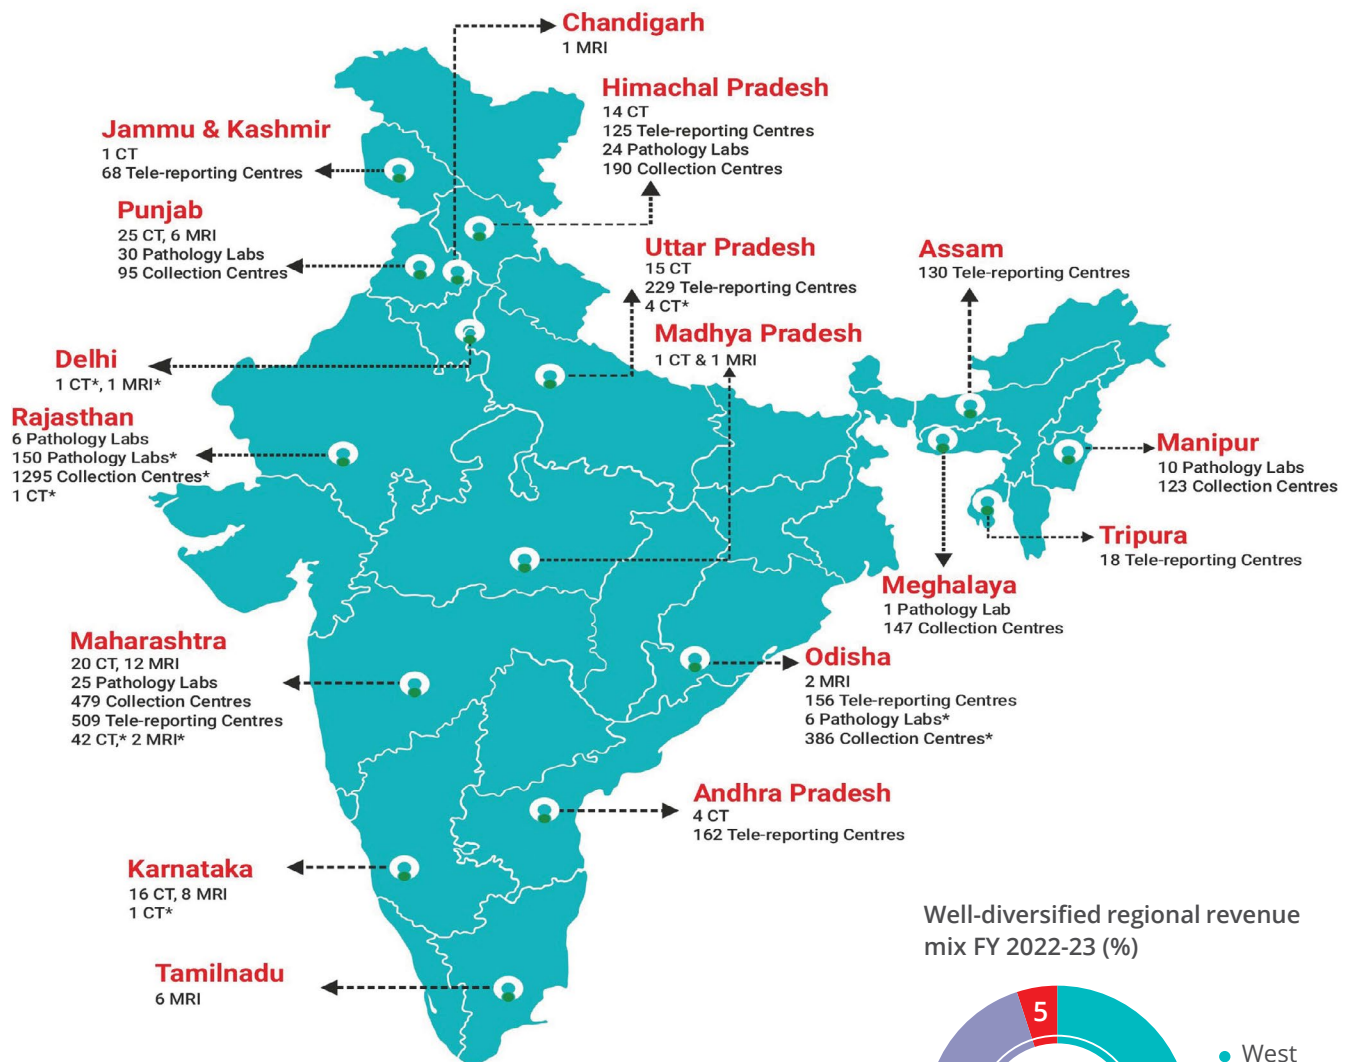 Chandigarh
1 MRI
Himachal Pradesh
14 CT
125 Tele-reporting Centres
24 Pathology Labs
190 Collection Centres
Jammu & Kashmir
1 CT
68 Tele-reporting Centres
Punjab
25 CT, 6 MRI
30 Pathology Labs
95 Collection Centres
Uttar Pradesh
15 CT
229 Tele-reporting Centres
4 CT*
Assam
130 Tele-reporting Centres
Madhya Pradesh
1 CT & 1 MRI
Delhi
1 CT*, 1 MRI*
Rajasthan
6 Pathology Labs
150 Pathology Labs*
1295 Collection Centres*
1 CT*
Manipur
10 Pathology Labs
123 Collection Centres
Tripura
18 Tele-reporting Centres
Meghalaya
1 Pathology Lab
147 Collection Centres
Maharashtra
20 CT, 12 MRI
25 Pathology Labs
479 Collection Centres
509 Tele-reporting Centres
42 CT,* 2 MRI*
Odisha
2 MRI
156 Tele-reporting Centres
6 Pathology Labs*
386 Collection Centres*
Andhra Pradesh
4 CT
162 Tele-reporting Centres
Karnataka
16 CT, 8 MRI
1 CT*
Tamilnadu
6 MRI
Well-diversified regional revenue
mix FY 2022-23 (%)
5
West